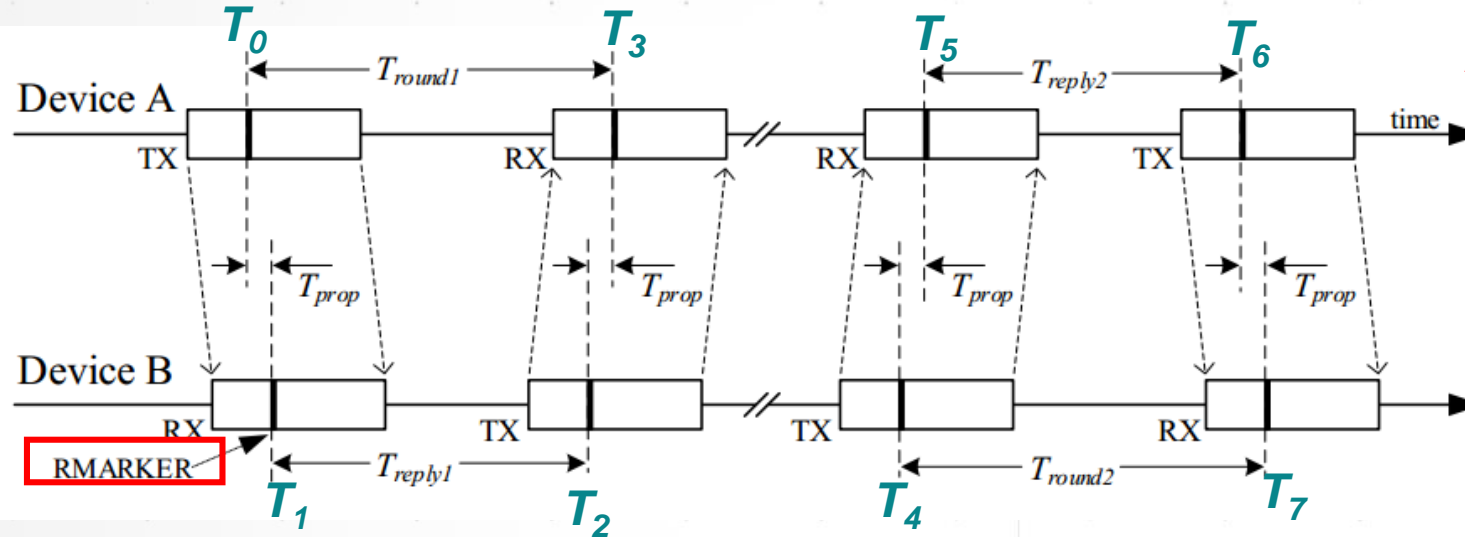 T0 T3 T5 T6
Tround1 Treply2
Device A
time
TX RX RX TX
Tprop Tprop Tprop Tprop
Device B
RX TX TX RX
RMARKER Treply1 Tround2
T1 T2 T4 T7